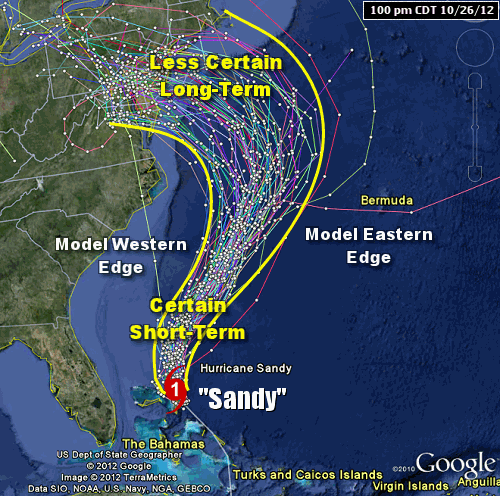 100 pm CDT 10/26/12
Less Certain
Long-Term
Bermuda
Model Western
Edge
Model Eastern
Edge
Certain
Short-Term
Hurricane Sandy
1
"Sandy"
The Bahamas
US Dept of State Geographer
© 2012 Google
Image © 2012 TerraMetrics
Data SIO, NOAA, U.S. Navy, NGA, GEBCO
©2010 Google
Turks and Caicos Islands
Virgin Islands
Anguill